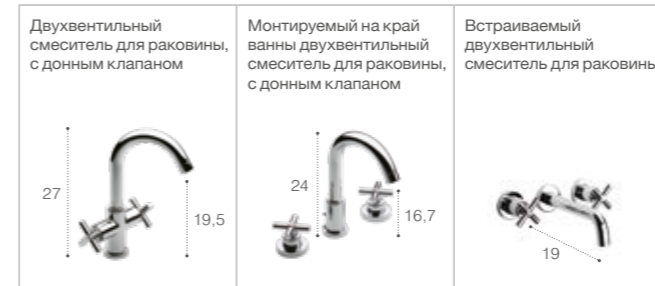 Двухвентильный
смеситель для раковины,
с донным клапаном
27
19,5
Монтируемый на край
ванны двухвентильный
смеситель для раковины,
с донным клапаном
24
16,7
Встраиваемый
двухвентильный
смеситель для раковины
19